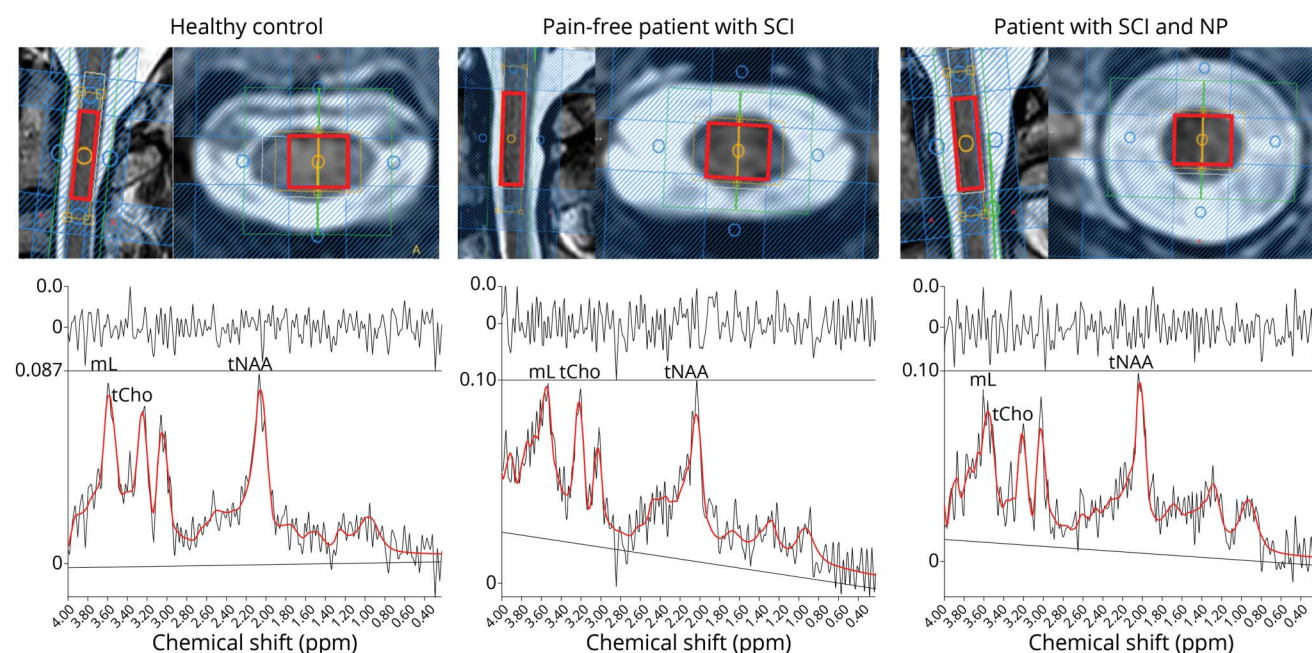 Healthy control
Pain-free patient with SCI
Patient with SCI and NP
A
0.0
0
0.087
mL
tCho
tNAA
0
4.00 3.80 3.60 3.40 3.20 3.00 2.80 2.60 2.40 2.20 2.00 1.80 1.60 1.40 1.20 1.00 0.80 0.60 0.40
Chemical shift (ppm)
0.0
0
0.10
mL tCho
tNAA
0
4.00 3.80 3.60 3.40 3.20 3.00 2.80 2.60 2.40 2.20 2.00 1.80 1.60 1.40 1.20 1.00 0.80 0.60 0.40
Chemical shift (ppm)
0.0
0
0.10
mL
tCho
tNAA
0
4.00 3.80 3.60 3.40 3.20 3.00 2.80 2.60 2.40 2.20 2.00 1.80 1.60 1.40 1.20 1.00 0.80 0.60 0.40
Chemical shift (ppm)